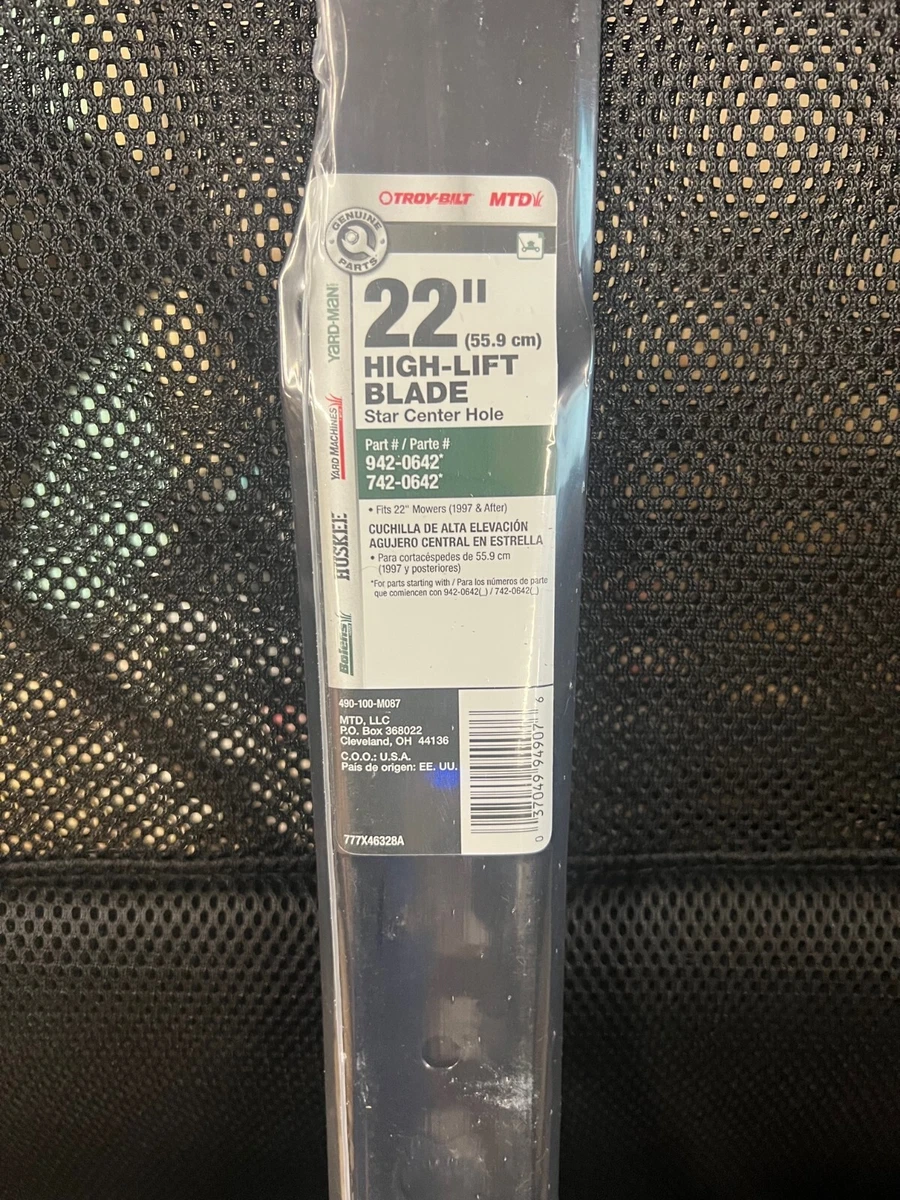 TROY-BILT MTD
GENUINE
PARTS
YARD-MAN
YARD MACHINES
HUSKEE
Bolens
22"
(55.9 cm)
HIGH-LIFT
BLADE
Star Center Hole
Part # / Parte #
942-0642*
742-0642*
• Fits 22" Mowers (1997 & After)
CUCHILLA DE ALTA ELEVACIÓN
AGUJERO CENTRAL EN ESTRELLA
• Para cortacéspedes de 55.9 cm
(1997 y posteriores)
*For parts starting with / Para los números de parte
que comiencen con 942-0642(_) / 742-0642(_)
490-100-M087
MTD, LLC
P.O. Box 368022
Cleveland, OH 44136
C.O.O.: U.S.A.
País de origen: EE. UU.
777X46328A
0 37049 94907 6